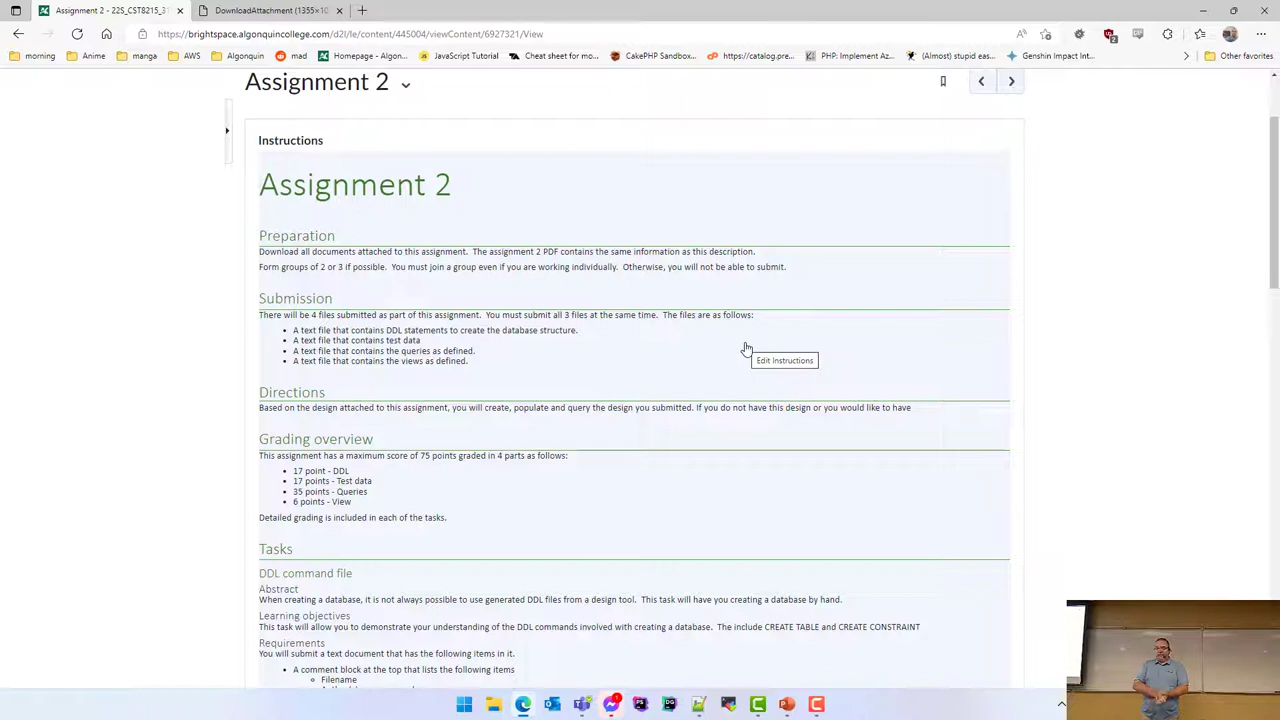 Assignment 2 - 22S_CST8215_31
DownloadAttachment (1355×10
https://brightspace.algonquincollege.com/d2l/le/content/445004/viewContent/6927321/View
2
morning
Anime
manga
AWS
Algonquin
mad
Homepage - Algon...
JavaScript Tutorial
Cheat sheet for mo...
CakePHP Sandbox...
https://catalog.pre...
PHP: Implement Az...
(Almost) stupid eas...
Genshin Impact Int...
Other favorites
Assignment 2
Instructions
Assignment 2
Preparation
Download all documents attached to this assignment. The assignment 2 PDF contains the same information as this description.
Form groups of 2 or 3 if possible. You must join a group even if you are working individually. Otherwise, you will not be able to submit.
Submission
There will be 4 files submitted as part of this assignment. You must submit all 3 files at the same time. The files are as follows:
• A text file that contains DDL statements to create the database structure.
• A text file that contains test data
• A text file that contains the queries as defined.
• A text file that contains the views as defined.
Edit Instructions
Directions
Based on the design attached to this assignment, you will create, populate and query the design you submitted. If you do not have this design or you would like to have
Grading overview
This assignment has a maximum score of 75 points graded in 4 parts as follows:
• 17 point - DDL
• 17 points - Test data
• 35 points - Queries
• 6 points - View
Detailed grading is included in each of the tasks.
Tasks
DDL command file
Abstract
When creating a database, it is not always possible to use generated DDL files from a design tool. This task will have you creating a database by hand.
Learning objectives
This task will allow you to demonstrate your understanding of the DDL commands involved with creating a database. The include CREATE TABLE and CREATE CONSTRAINT
Requirements
You will submit a text document that has the following items in it.
• A comment block at the top that lists the following items
◦ Filename